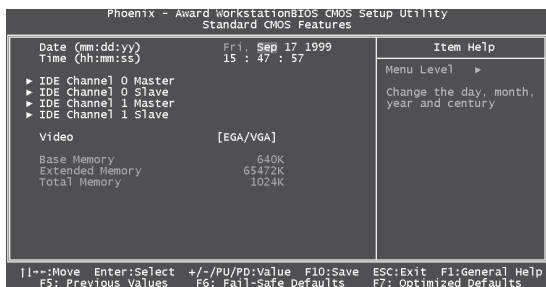 Phoenix - Award WorkstationBIOS CMOS Setup Utility
Standard CMOS Features
Date (mm:dd:yy) Fri, Sep 17 1999
Time (hh:mm:ss) 15 : 47 : 57
▶ IDE Channel 0 Master
▶ IDE Channel 0 Slave
▶ IDE Channel 1 Master
▶ IDE Channel 1 Slave
Video [EGA/VGA]
Base Memory 640K
Extended Memory 65472K
Total Memory 1024K
Item Help
Menu Level ▶
Change the day, month,
year and century
↑↓→←:Move Enter:Select +/-/PU/PD:Value F10:Save ESC:Exit F1:General Help
F5: Previous Values F6: Fail-Safe Defaults F7: Optimized Defaults